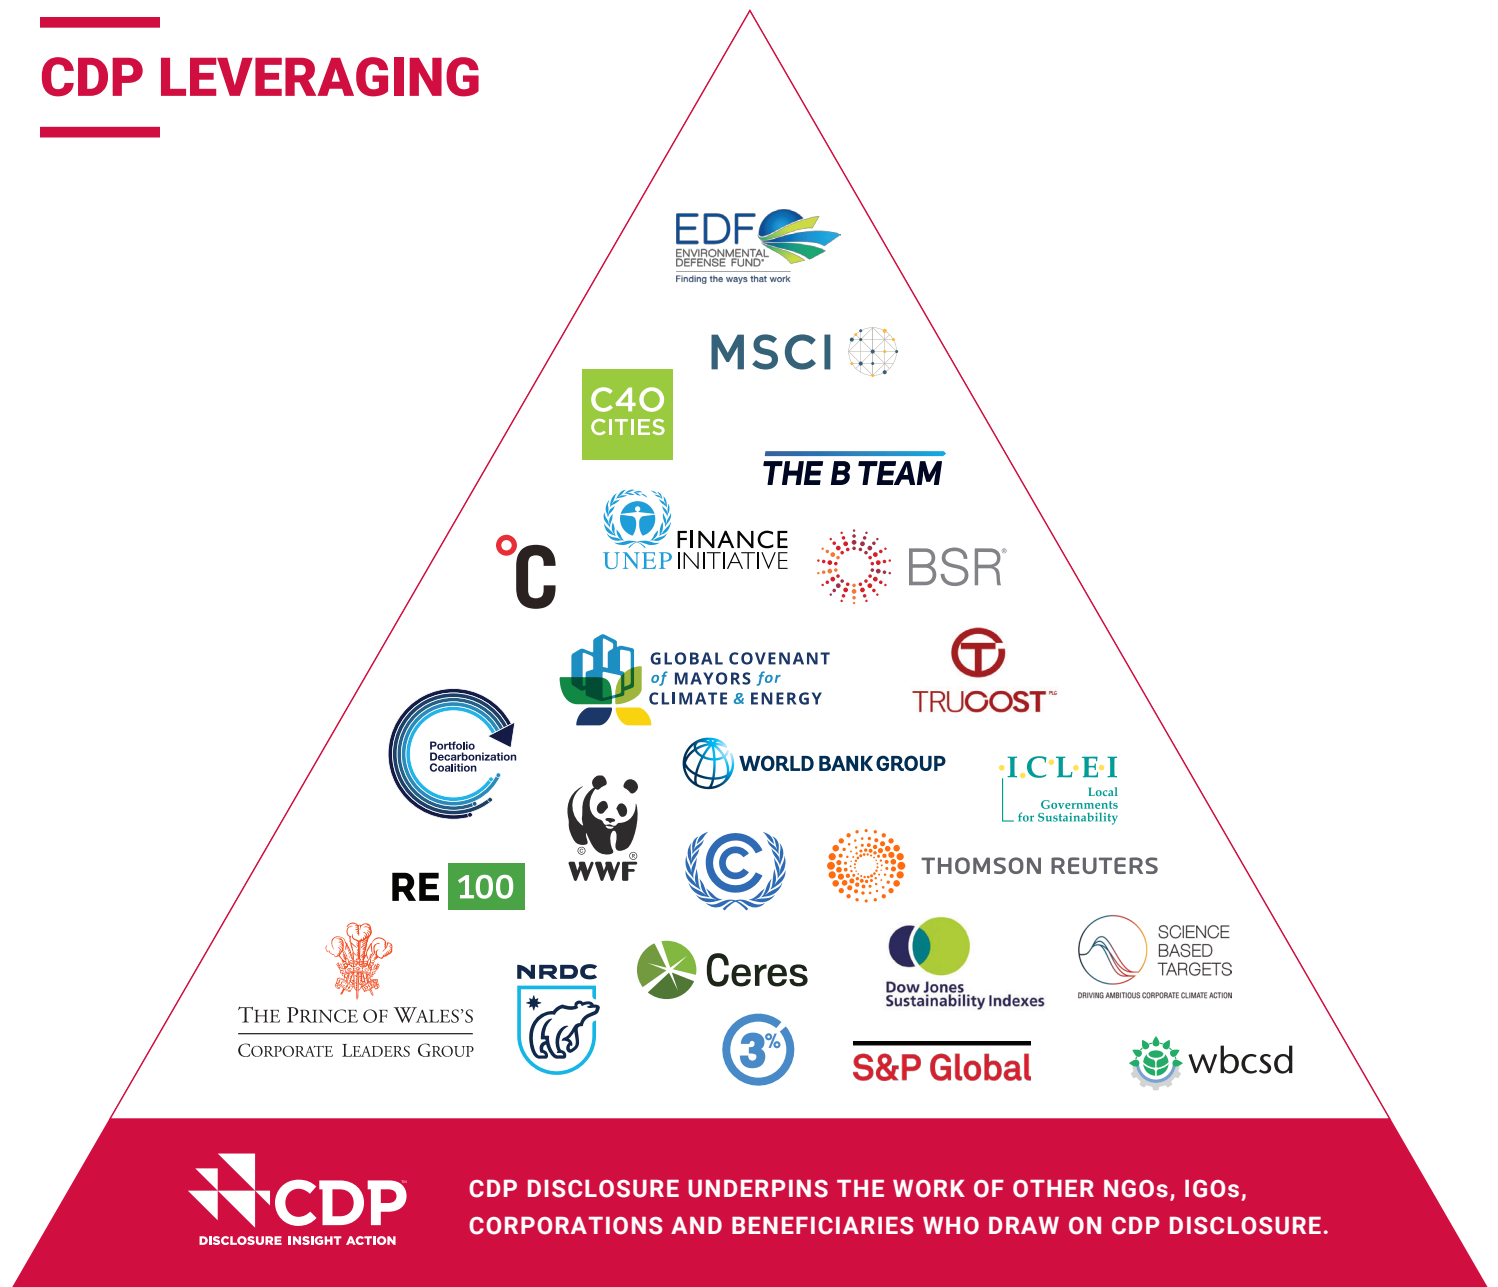 CDP LEVERAGING
EDF
ENVIRONMENTAL
DEFENSE FUND®
Finding the ways that work
MSCI
C40
CITIES
THE B TEAM
°C
UNEP
FINANCE
INITIATIVE
BSR®
GLOBAL COVENANT
of MAYORS for
CLIMATE & ENERGY
TRUCOST PLC
Portfolio
Decarbonization
Coalition
WORLD BANK GROUP
I.C.L.E.I
Local
Governments
for Sustainability
© ®
WWF
THOMSON REUTERS
RE 100
THE PRINCE OF WALES'S
CORPORATE LEADERS GROUP
NRDC
Ceres
Dow Jones
Sustainability Indexes
SCIENCE
BASED
TARGETS
DRIVING AMBITIOUS CORPORATE CLIMATE ACTION
3%
S&P Global
wbcsd
CDP
DISCLOSURE INSIGHT ACTION
CDP DISCLOSURE UNDERPINS THE WORK OF OTHER NGOs, IGOs,
CORPORATIONS AND BENEFICIARIES WHO DRAW ON CDP DISCLOSURE.